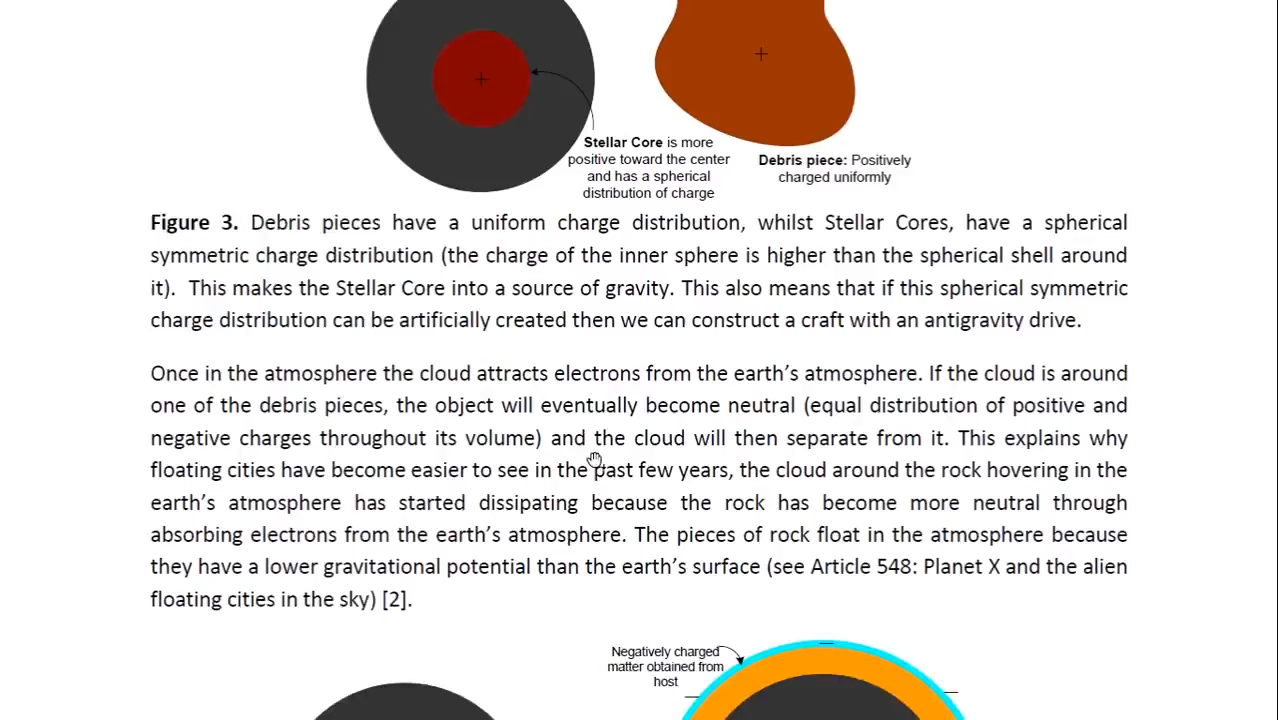 Stellar Core is more
positive toward the center
and has a spherical
distribution of charge
Debris piece: Positively
charged uniformly
Figure 3. Debris pieces have a uniform charge distribution, whilst Stellar Cores, have a spherical
symmetric charge distribution (the charge of the inner sphere is higher than the spherical shell around
it). This makes the Stellar Core into a source of gravity. This also means that if this spherical symmetric
charge distribution can be artificially created then we can construct a craft with an antigravity drive.
Once in the atmosphere the cloud attracts electrons from the earth's atmosphere. If the cloud is around
one of the debris pieces, the object will eventually become neutral (equal distribution of positive and
negative charges throughout its volume) and the cloud will then separate from it. This explains why
floating cities have become easier to see in the past few years, the cloud around the rock hovering in the
earth's atmosphere has started dissipating because the rock has become more neutral through
absorbing electrons from the earth's atmosphere. The pieces of rock float in the atmosphere because
they have a lower gravitational potential than the earth's surface (see Article 548: Planet X and the alien
floating cities in the sky) [2].
Negatively charged
matter obtained from
host